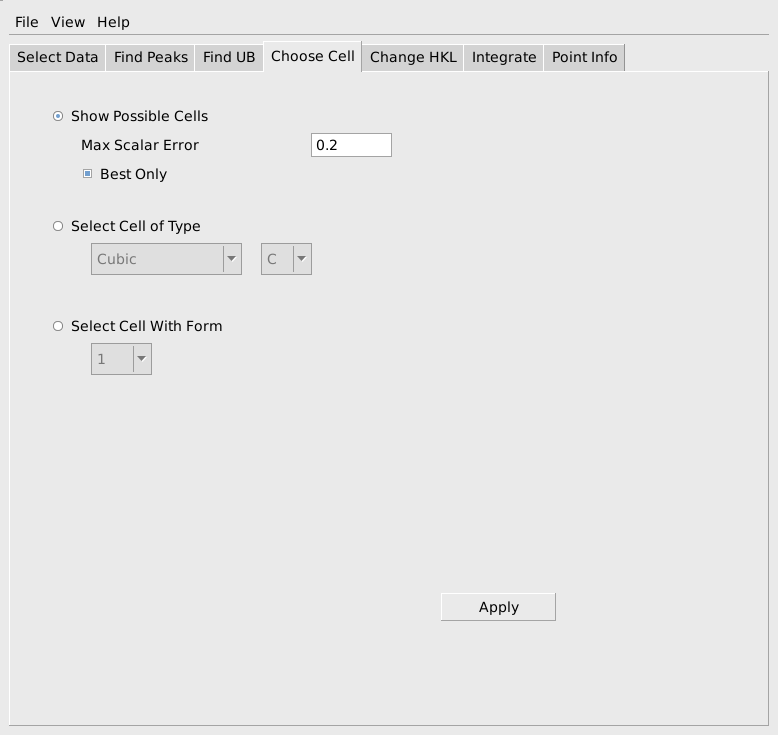 File View Help
Select Data Find Peaks Find UB Choose Cell Change HKL Integrate Point Info
Show Possible Cells
Max Scalar Error 0.2
Best Only
Select Cell of Type
Cubic C
Select Cell With Form
1
Apply